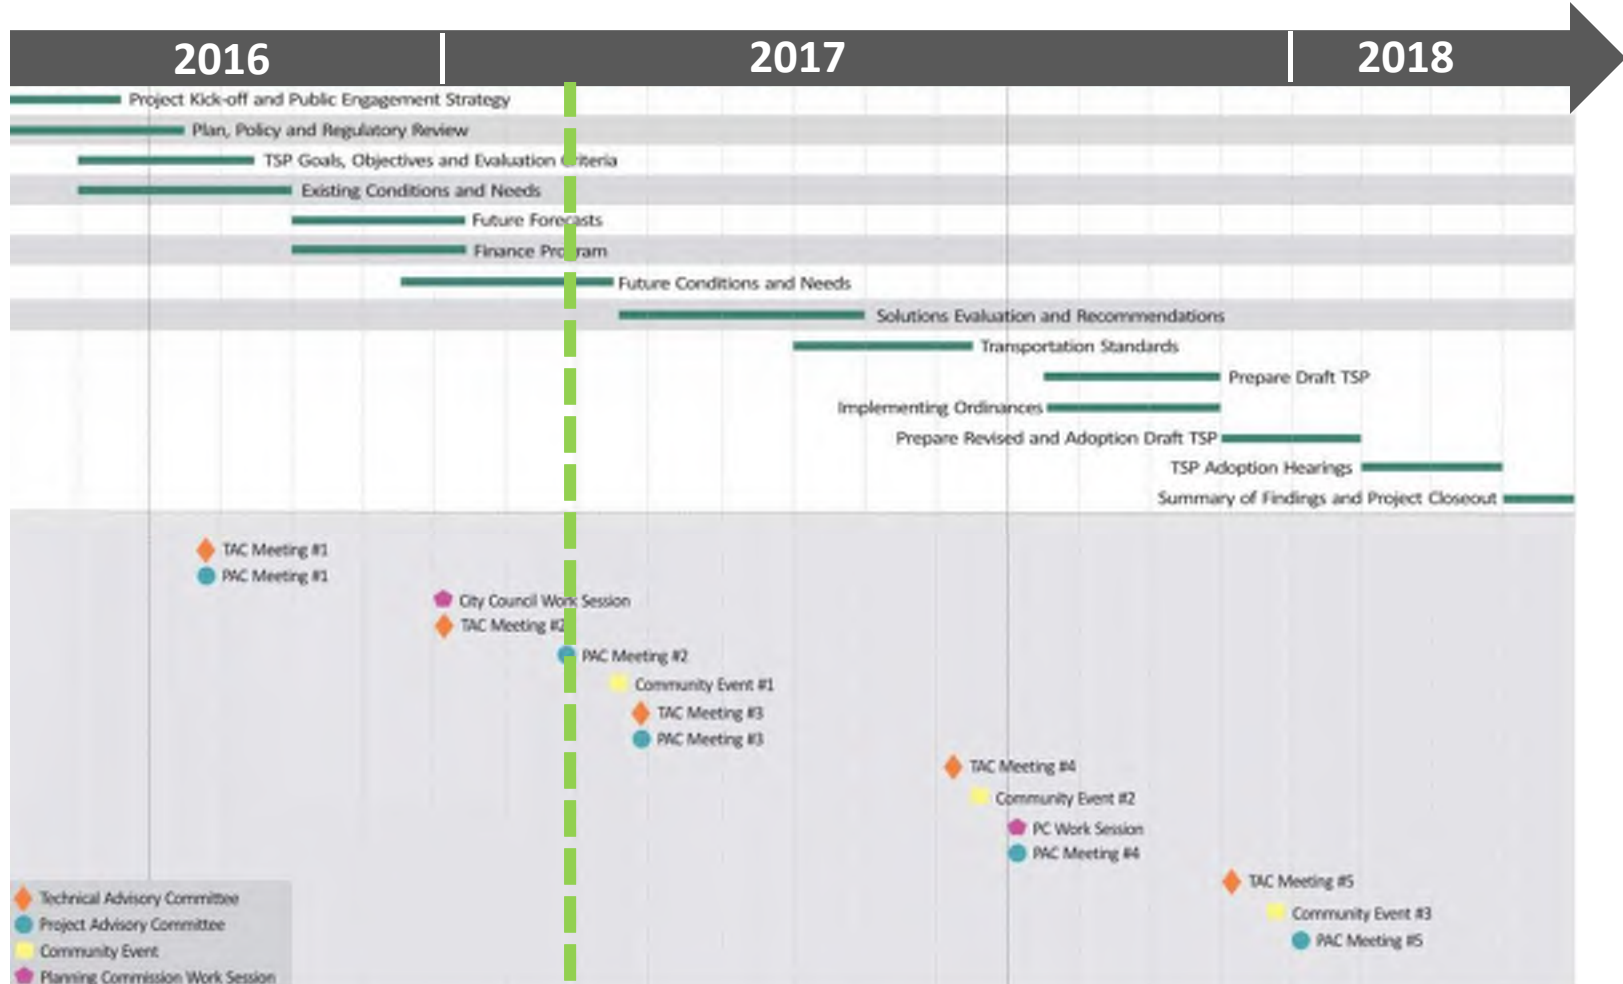 2016 2017 2018
Project Kick-off and Public Engagement Strategy
Plan, Policy and Regulatory Review
TSP Goals, Objectives and Evaluation Criteria
Existing Conditions and Needs
Future Forecasts
Finance Program
Future Conditions and Needs
Solutions Evaluation and Recommendations
Transportation Standards
Prepare Draft TSP
Implementing Ordinances
Prepare Revised and Adoption Draft TSP
TSP Adoption Hearings
Summary of Findings and Project Closeout
TAC Meeting #1
PAC Meeting #1
City Council Work Session
TAC Meeting #2
PAC Meeting #2
Community Event #1
TAC Meeting #3
PAC Meeting #3
TAC Meeting #4
Community Event #2
PC Work Session
PAC Meeting #4
TAC Meeting #5
Community Event #3
PAC Meeting #5
Technical Advisory Committee
Project Advisory Committee
Community Event
Planning Commission Work Session